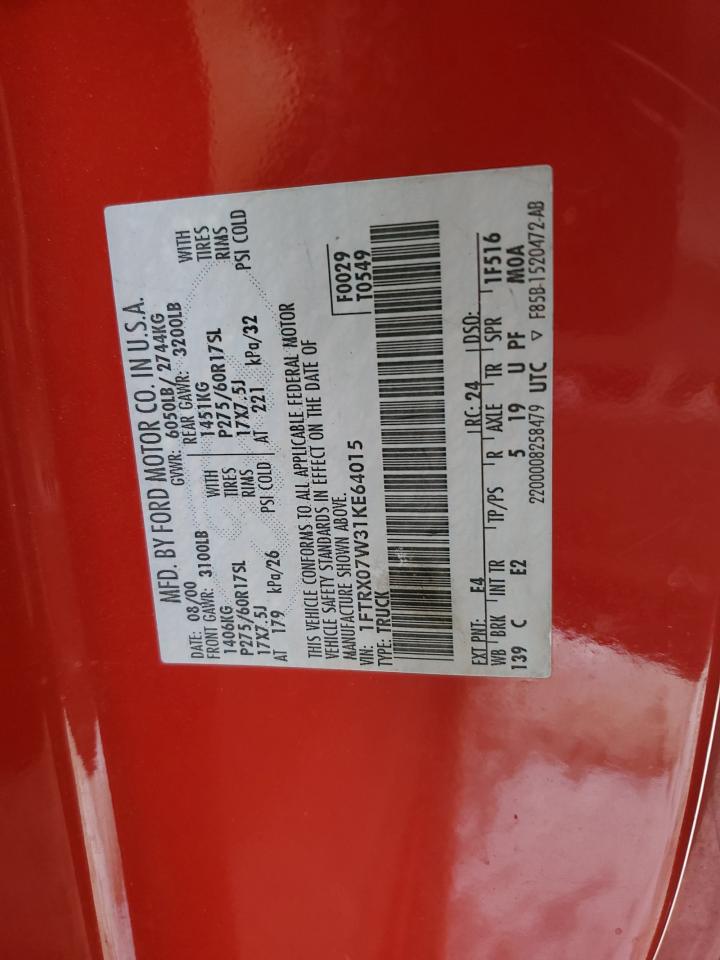 MFD. BY FORD MOTOR CO. IN U.S.A.
DATE: 08/00 GVWR: 6050LB/ 2744KG
FRONT GAWR: 3100LB REAR GAWR: 3200LB
1406KG WITH 1451KG WITH
P275/60R17SL TIRES P275/60R17SL TIRES
17X7.5J RIMS 17X7.5J RIMS
AT 179 kPa/26 PSI COLD AT 221 kPa/32 PSI COLD
THIS VEHICLE CONFORMS TO ALL APPLICABLE FEDERAL MOTOR
VEHICLE SAFETY STANDARDS IN EFFECT ON THE DATE OF
MANUFACTURE SHOWN ABOVE.
VIN: 1FTRX07W31KE64015 F0029
TYPE: TRUCK T0549
EXT PNT: E4 RC: 24 DSO:
WB BRK INT TR TP/PS R AXLE TR SPR 1F516
139 C E2 5 19 U PF M0A
2200008258479 UTC ▽ F85B-1520472-AB